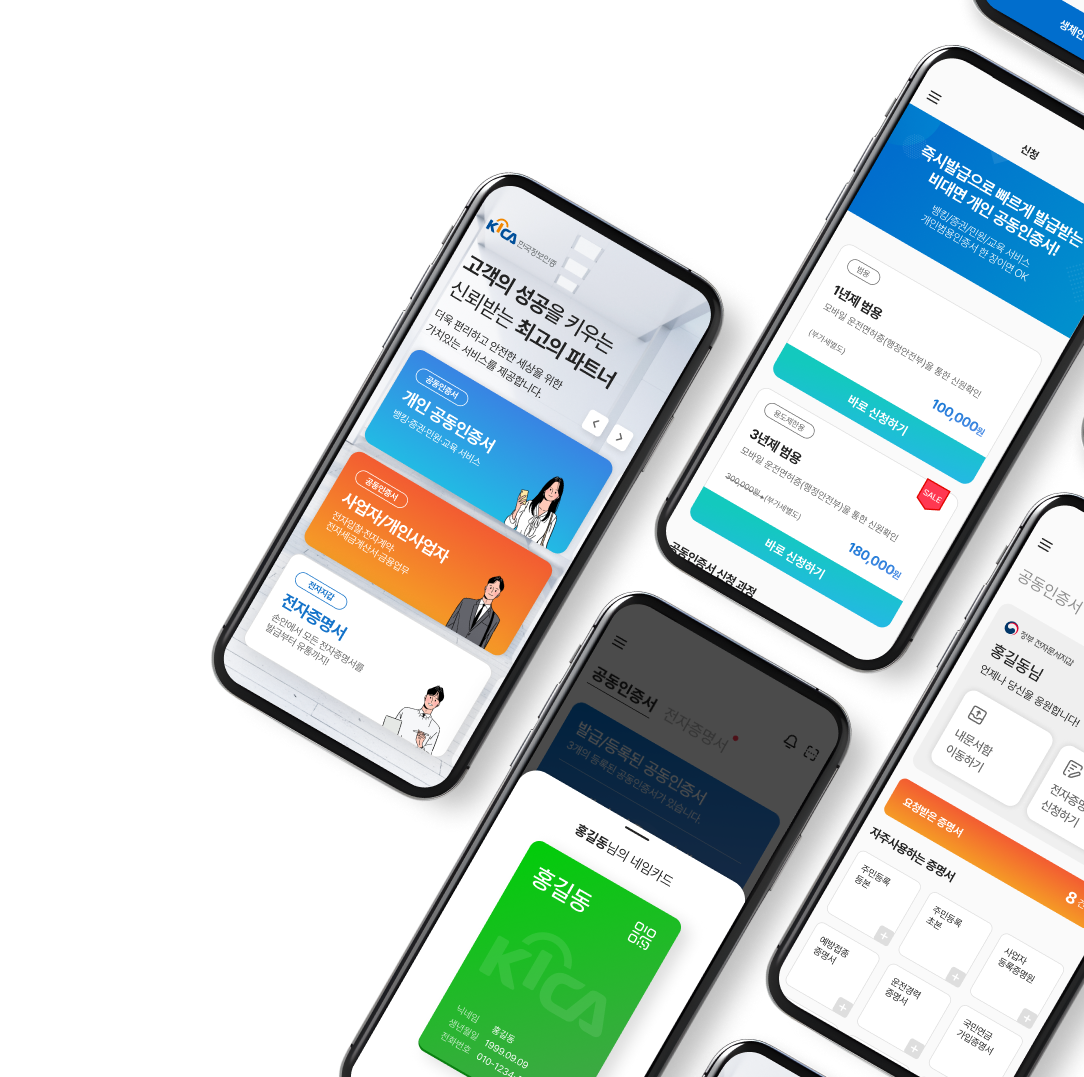 KICA 한국정보인증
고객의 성공을 키우는
신뢰받는 최고의 파트너
더욱 편리하고 안전한 세상을 위한
가치있는 서비스를 제공합니다.
공동인증서
개인 공동인증서
뱅킹·증권·민원·교육 서비스
공동인증서
사업자/개인사업자
전자입찰·전자계약·
전자세금계산서·금융업무
전자지갑
전자증명서
손안에서 모든 전자증명서를
발급부터 유통까지!
신청
즉시발급으로 빠르게 발급받는
비대면 개인 공동인증서!
뱅킹/증권/민원/교육 서비스
개인범용인증서 한 장이면 OK
범용
1년제 범용
모바일 운전면허증(행정안전부)을 통한 신원확인
(부가세별도)
100,000원
바로 신청하기
용도제한용
3년제 범용
모바일 운전면허증(행정안전부)을 통한 신원확인
SALE
300,000원 (부가세별도)
180,000원
바로 신청하기
공동인증서 신청 과정
공동인증서 전자증명서
발급/등록된 공동인증서
3개의 등록된 공동인증서가 있습니다.
홍길동님의 네임카드
홍길동
KICA
닉네임 홍길동
생년월일 1999.09.09
전화번호 010-1234-
공동인증서
정부 전자문서지갑
홍길동님
언제나 당신을 응원합니다!
내문서함
이동하기
전자증명
신청하기
요청받은 증명서
8건
자주사용하는 증명서
주민등록
등본
주민등록
초본
사업자
등록증명원
예방접종
증명서
운전경력
증명서
국민연금
가입증명서